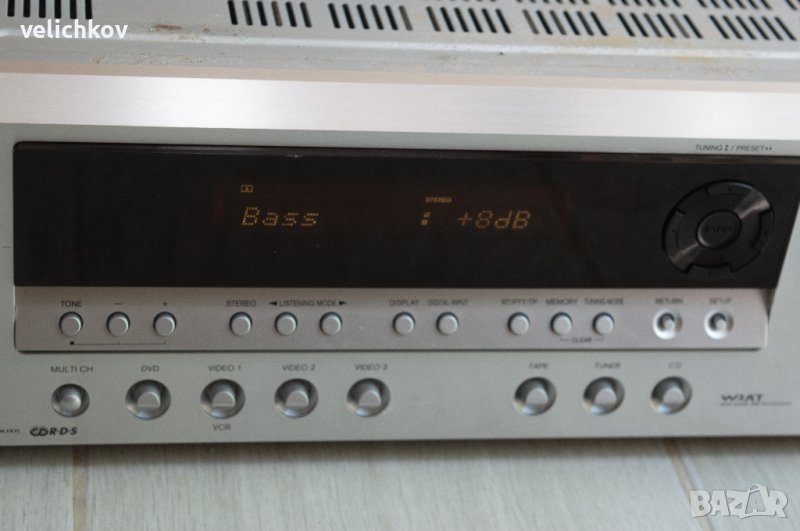 velichkov
TUNING / PRESET
STEREO
Bass : +8dB
TONE − + STEREO ◄ LISTENING MODE ► DISPLAY DIGITAL INPUT RT/PTY/TP MEMORY TUNING MODE RETURN SETUP
CLEAR
MULTI CH DVD VIDEO 1 VIDEO 2 VIDEO 3 TAPE TUNER CD
VCR
R·D·S
WRAT
BAZAR